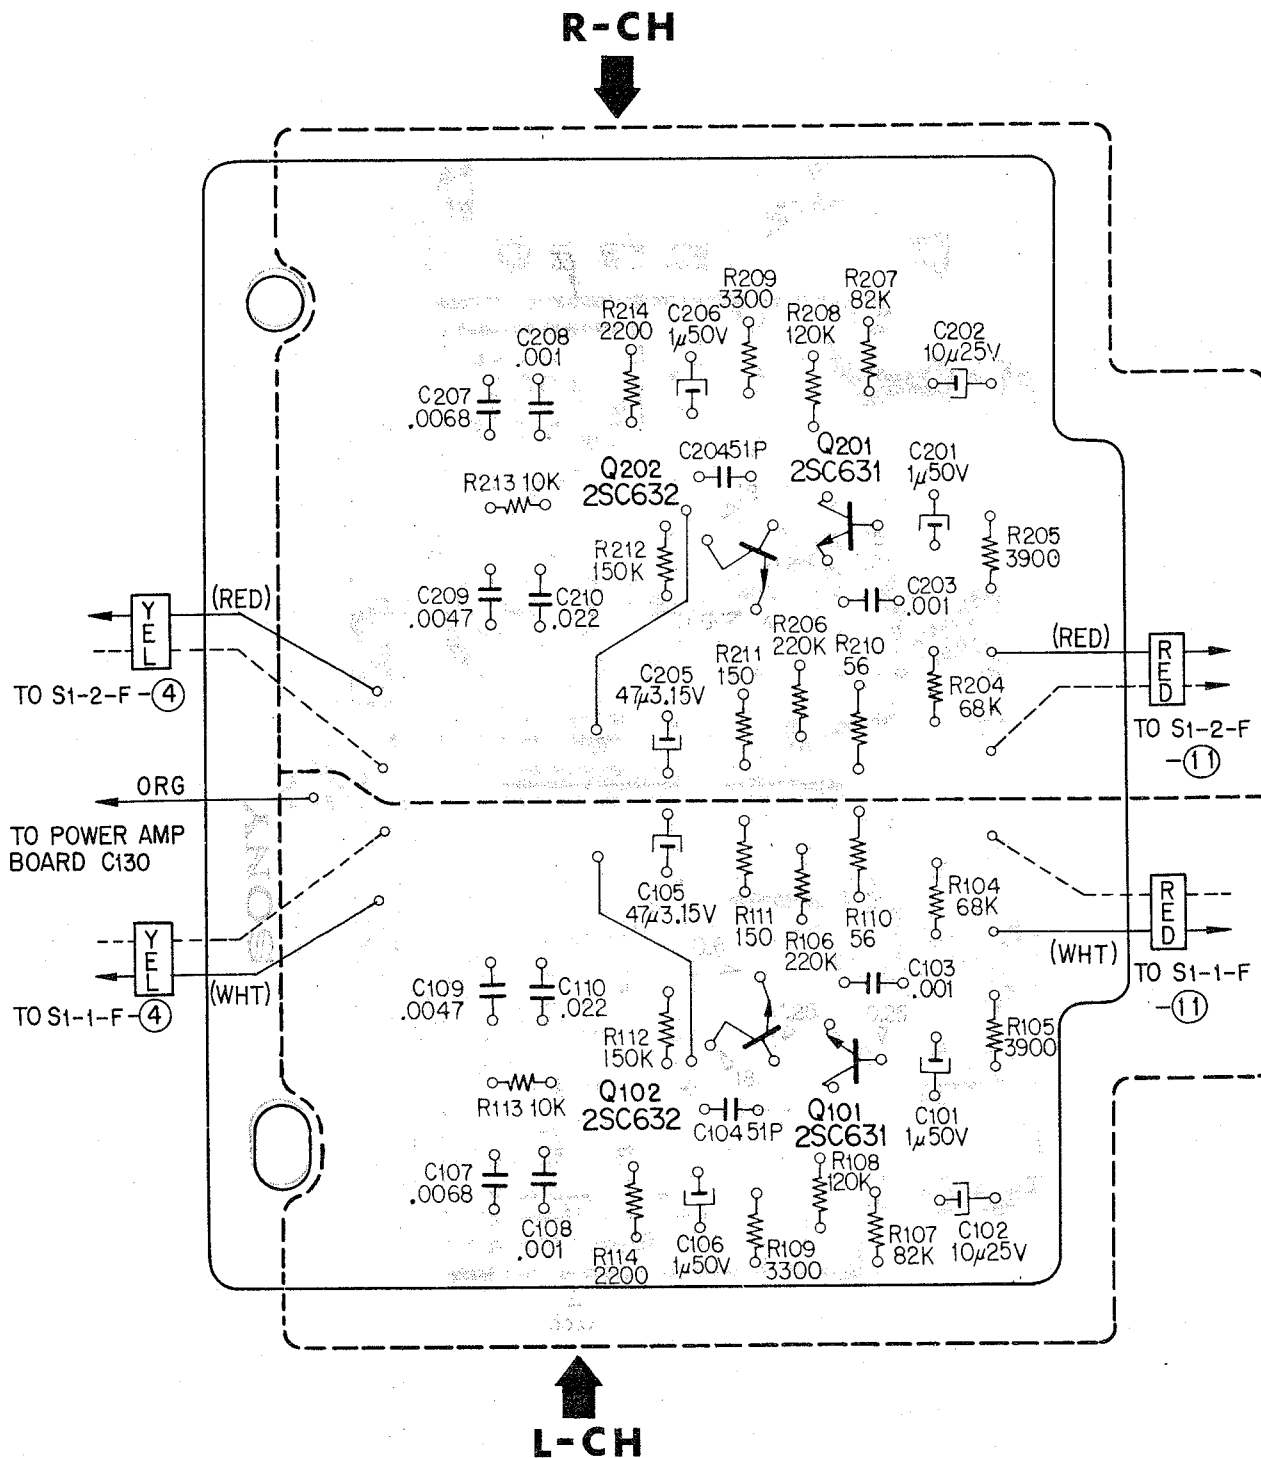 R-CH
R209
3300
R207
82K
R214
2200
C206
1μ50V
R208
120K
C202
10μ25V
C208
.001
C207
.0068
C204 51P
Q201
2SC631
C201
1μ50V
Q202
2SC632
R213 10K
R212
150K
R205
3900
C209
.0047
C210
.022
C203
.001
(RED)
YEL
TO S1-2-F-④
R206
220K
R210
56
R211
150
(RED)
RED
C205
47μ3.15V
R204
68K
TO S1-2-F
-⑪
ORG
TO POWER AMP
BOARD C130
SONY
C105
47μ3.15V
R111
150
R106
220K
R110
56
R104
68K
RED
(WHT)
YEL
(WHT)
TO S1-1-F-④
TO S1-1-F
-⑪
C109
.0047
C110
.022
C103
.001
R112
150K
R105
3900
R113 10K
Q102
2SC632
C104 51P
Q101
2SC631
C101
1μ50V
C107
.0068
R108
120K
C108
.001
R114
2200
C106
1μ50V
R109
3300
R107
82K
C102
10μ25V
L-CH